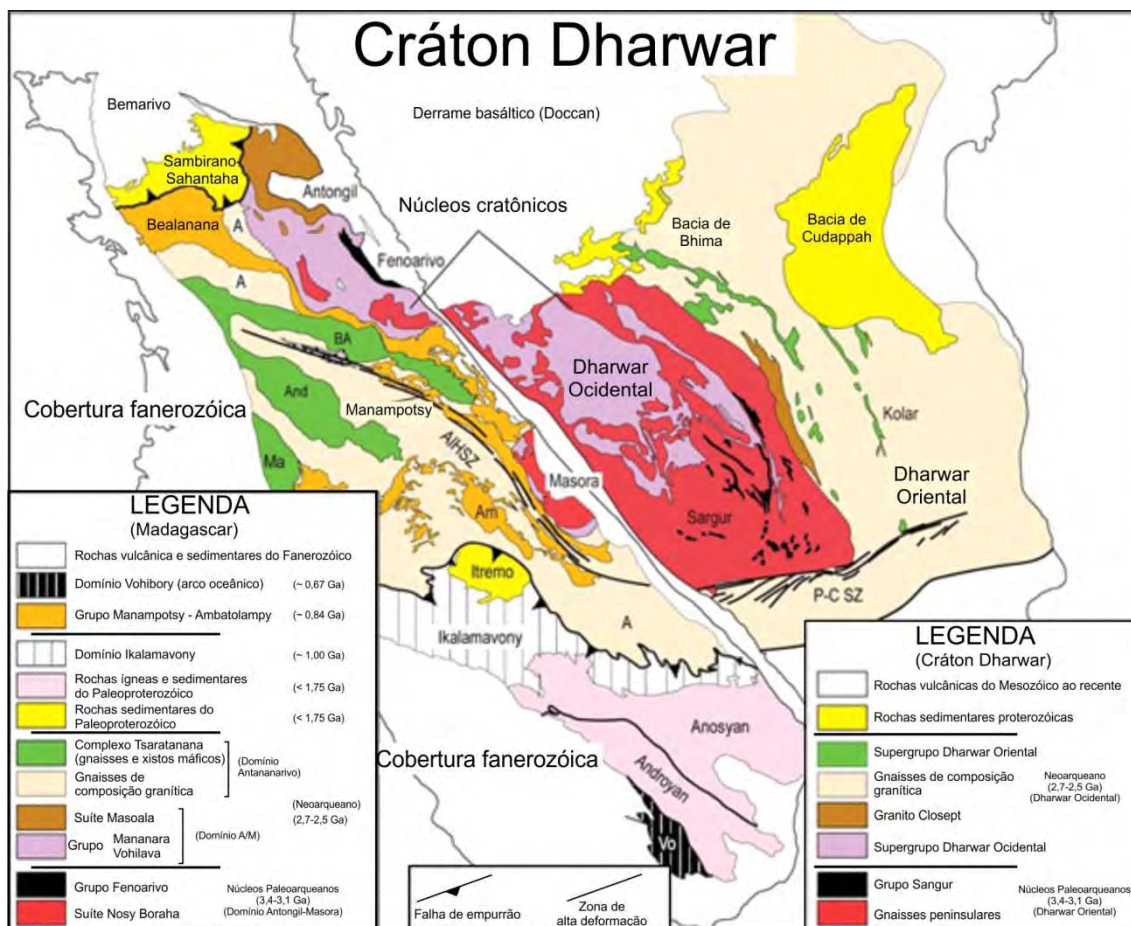 Cráton Dharwar
Bemarivo
Derrame basáltico (Doccan)
Sambirano-
Sahantaha
Antongil
Núcleos cratônicos
Bacia de
Bhima
Bacia de
Cudappah
Bealanana
A
Fenoarivo
A
BA
Dharwar
Ocidental
And
Manampotsy
Kolar
Cobertura fanerozóica
AIHSZ
Ma
Masora
Dharwar
Oriental
Am
Sargur
Itremo
P-C SZ
A
Ikalamavony
Anosyan
Cobertura fanerozóica
Androyan
Vo
LEGENDA
(Madagascar)
Rochas vulcânica e sedimentares do Fanerozóico
Domínio Vohibory (arco oceânico) (~ 0,67 Ga)
Grupo Manampotsy - Ambatolampy (~ 0,84 Ga)
Domínio Ikalamavony (~ 1,00 Ga)
Rochas igneas e sedimentares
do Paleoproterozóico (< 1,75 Ga)
Rochas sedimentares do
Paleoproterozóico (< 1,75 Ga)
Complexo Tsaratanana
(gnaisses e xistos máficos)
(Domínio
Antananarivo)
Gnaisses de
composição granítica
Suíte Masoala
(Neoarqueano)
(2,7-2,5 Ga)
(Domínio A/M)
Grupo Mananara
Vohilava
Grupo Fenoarivo
Núcleos Paleoarqueanos
(3,4-3,1 Ga)
(Domínio Antongil-Masora)
Suíte Nosy Boraha
Falha de empurrão
Zona de
alta deformação
LEGENDA
(Cráton Dharwar)
Rochas vulcânicas do Mesozóico ao recente
Rochas sedimentares proterozóicas
Supergrupo Dharwar Oriental
Gnaisses de composição
granítica
Neoarqueano
(2,7-2,5 Ga)
(Dharwar Ocidental)
Granito Closept
Supergrupo Dharwar Ocidental
Grupo Sangur
Núcleos Paleoarqueanos
(3,4-3,1 Ga)
(Dharwar Oriental)
Gnaisses peninsulares